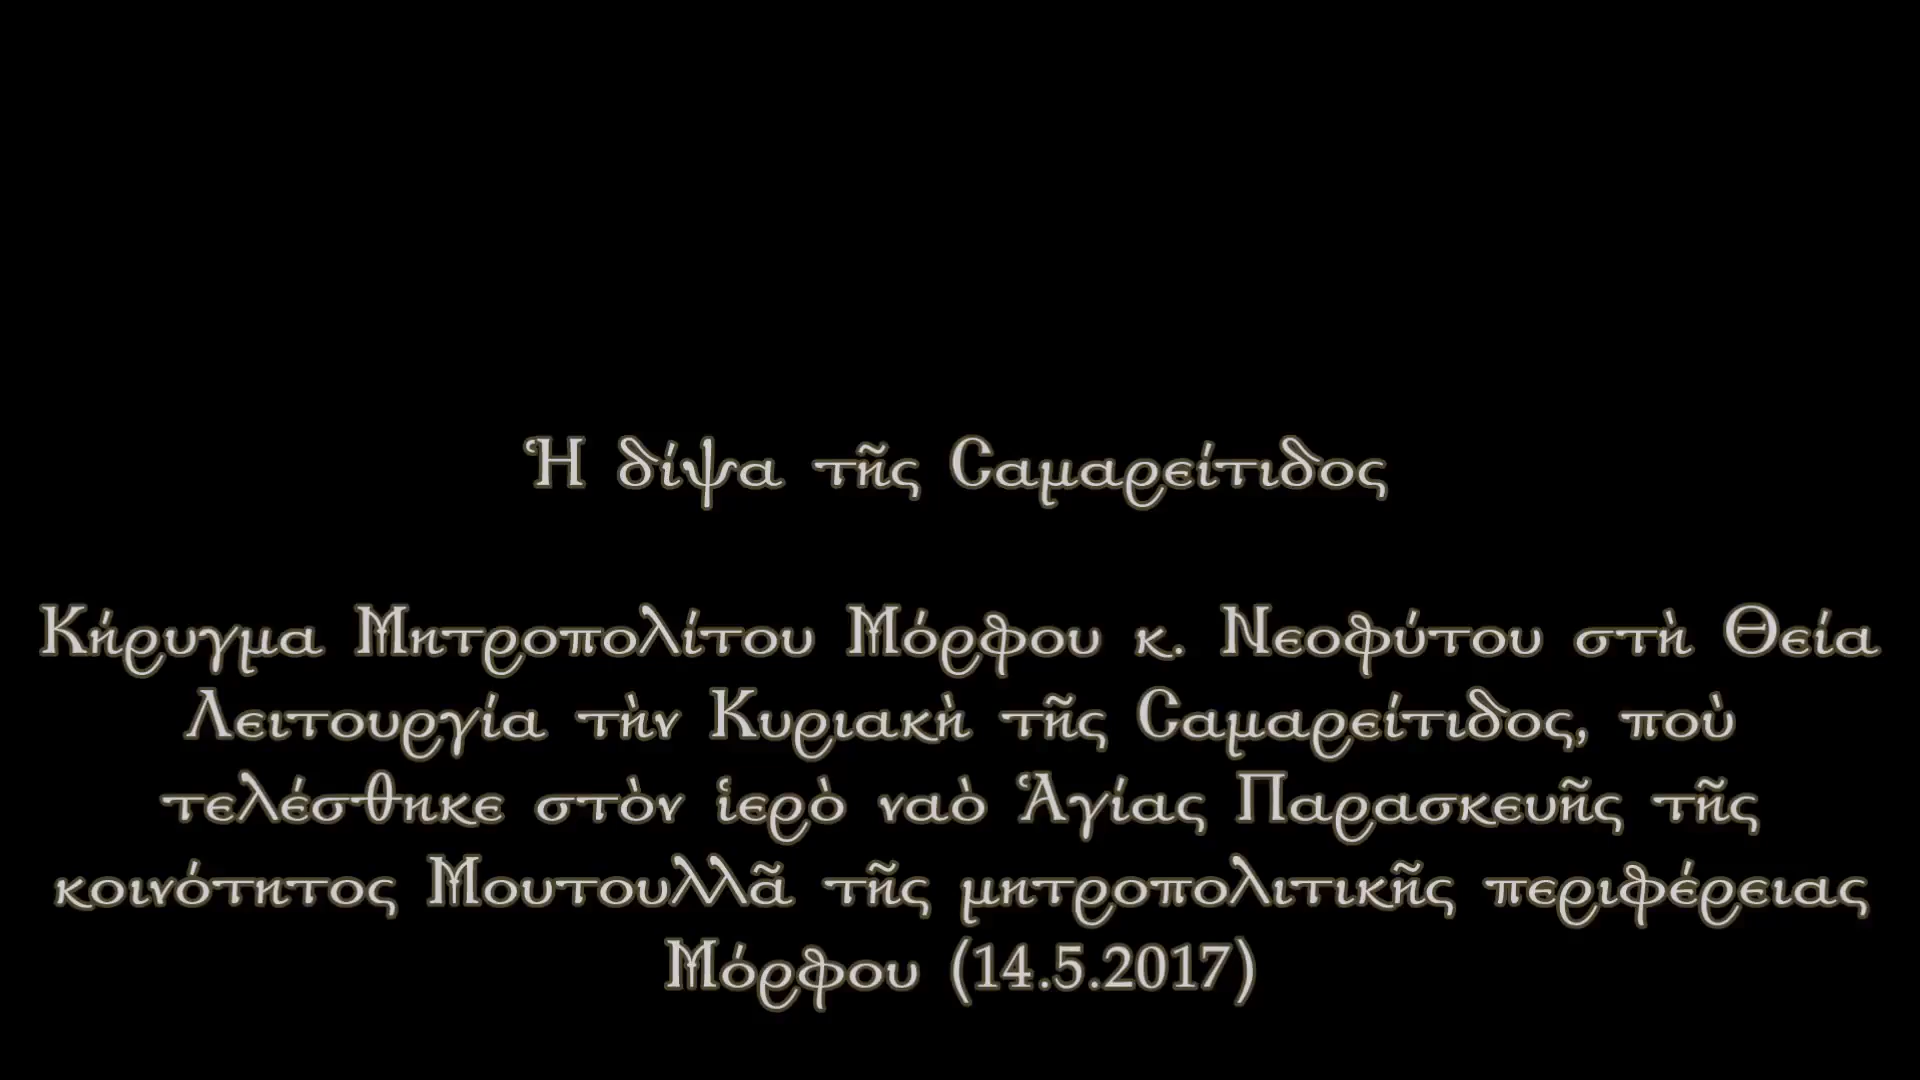 Ἡ δίψα τῆς Σαμαρείτιδος
Κήρυγμα Μητροπολίτου Μόρφου κ. Νεοφύτου στὴ Θεία
Λειτουργία τὴν Κυριακὴ τῆς Σαμαρείτιδος, ποὺ
τελέσθηκε στὸν ἱερὸ ναὸ Ἁγίας Παρασκευῆς τῆς
κοινότητος Μουτουλλᾶ τῆς μητροπολιτικῆς περιφέρειας
Μόρφου (14.5.2017)